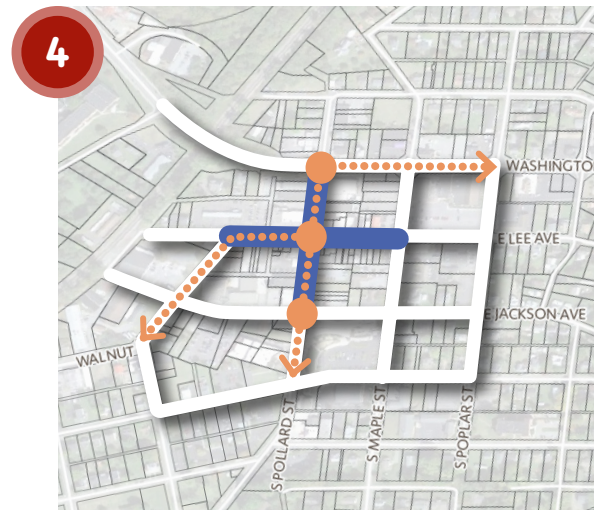 4
WASHINGTO
E LEE AVE
E JACKSON AVE
WALNUT
S POLLARD ST
S MAPLE ST
S POPLAR ST